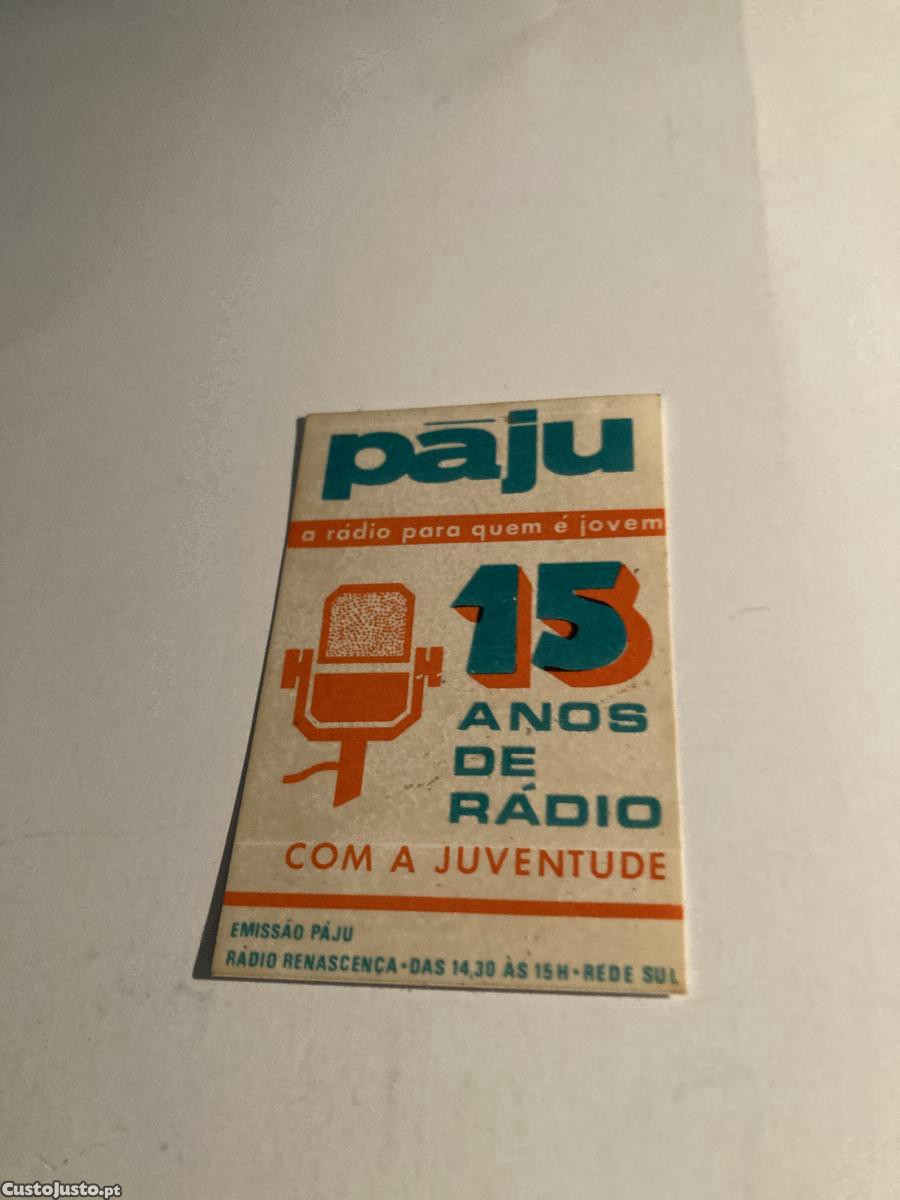 páju
a rádio para quem é jovem
15
ANOS
DE
RÁDIO
COM A JUVENTUDE
EMISSÃO PÁJU
RÁDIO RENASCENÇA • DAS 14,30 ÀS 15H • REDE SUL
CustoJusto.pt